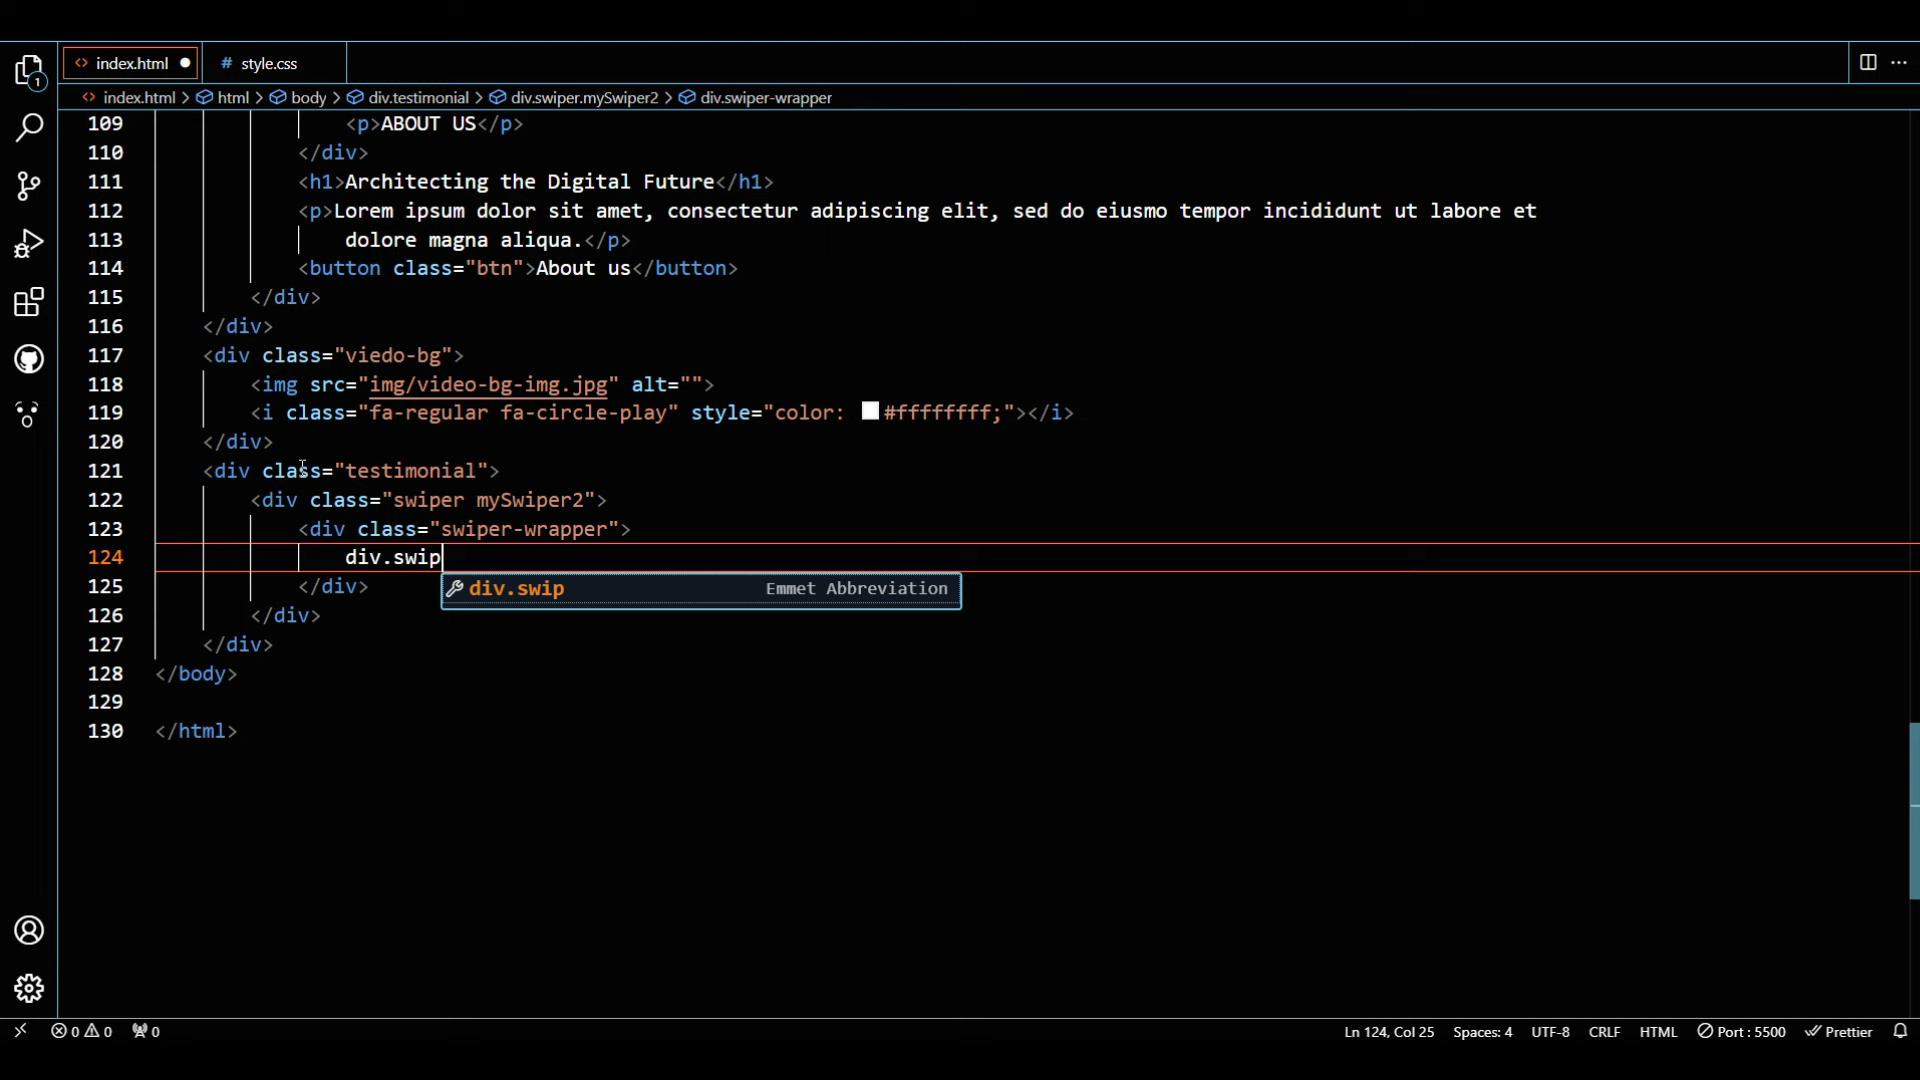 index.html
# style.css
index.html > html > body > div.testimonial > div.swiper.mySwiper2 > div.swiper-wrapper
109 <p>ABOUT US</p>
110 </div>
111 <h1>Architecting the Digital Future</h1>
112 <p>Lorem ipsum dolor sit amet, consectetur adipiscing elit, sed do eiusmo tempor incididunt ut labore et
113 dolore magna aliqua.</p>
114 <button class="btn">About us</button>
115 </div>
116 </div>
117 <div class="viedo-bg">
118 <img src="img/video-bg-img.jpg" alt="">
119 <i class="fa-regular fa-circle-play" style="color: #ffffffff;"></i>
120 </div>
121 <div class="testimonial">
122 <div class="swiper mySwiper2">
123 <div class="swiper-wrapper">
124 div.swip
125 </div>
div.swip Emmet Abbreviation
126 </div>
127 </div>
128 </body>
129
130 </html>
1
0 0 0 Ln 124, Col 25 Spaces: 4 UTF-8 CRLF HTML Port : 5500 Prettier